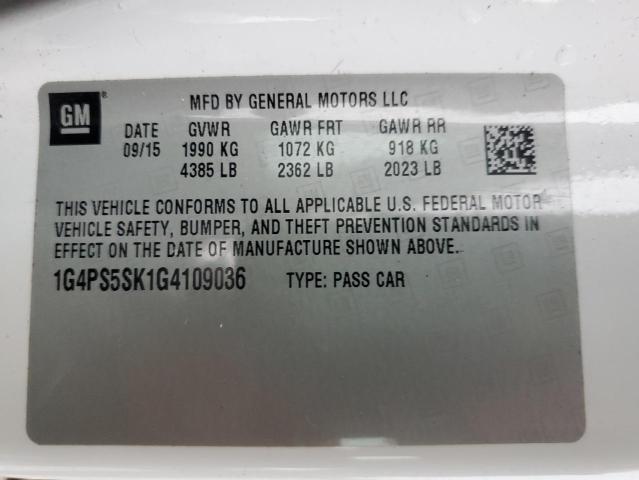 GM ® MFD BY GENERAL MOTORS LLC
DATE GVWR GAWR FRT GAWR RR
09/15 1990 KG 1072 KG 918 KG
4385 LB 2362 LB 2023 LB
THIS VEHICLE CONFORMS TO ALL APPLICABLE U.S. FEDERAL MOTOR
VEHICLE SAFETY, BUMPER, AND THEFT PREVENTION STANDARDS IN
EFFECT ON THE DATE OF MANUFACTURE SHOWN ABOVE.
1G4PS5SK1G4109036 TYPE: PASS CAR